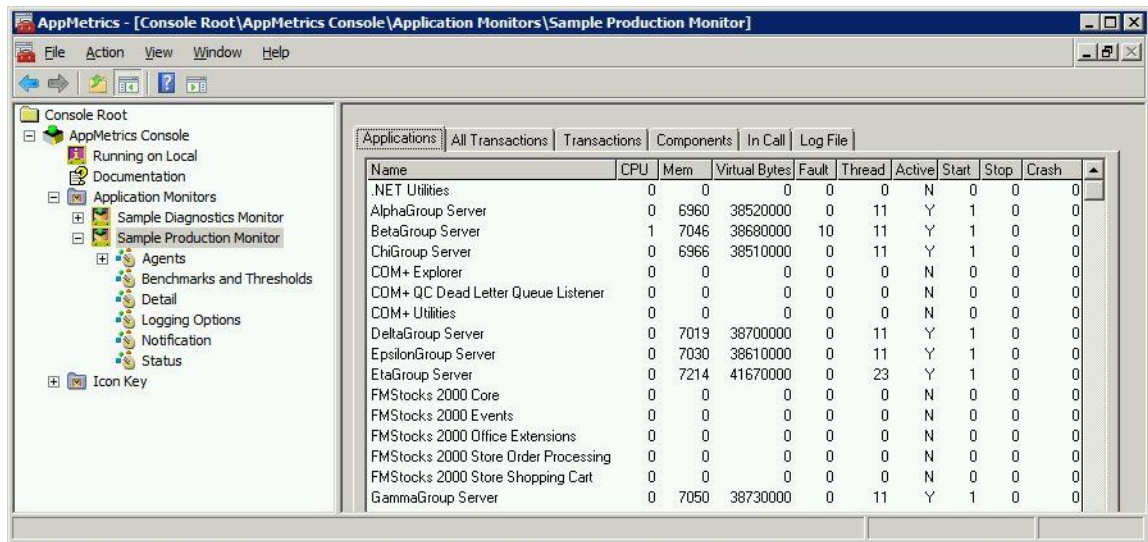 AppMetrics - [Console Root\AppMetrics Console\Application Monitors\Sample Production Monitor]
File Action View Window Help
Console Root
AppMetrics Console
Running on Local
Documentation
Application Monitors
Sample Diagnostics Monitor
Sample Production Monitor
Agents
Benchmarks and Thresholds
Detail
Logging Options
Notification
Status
Icon Key
Applications All Transactions Transactions Components In Call Log File
Name CPU Mem Virtual Bytes Fault Thread Active Start Stop Crash
.NET Utilities 0 0 0 0 0 N 0 0 0
AlphaGroup Server 0 6960 38520000 0 11 Y 1 0 0
BetaGroup Server 1 7046 38680000 10 11 Y 1 0 0
ChiGroup Server 0 6966 38510000 0 11 Y 1 0 0
COM+ Explorer 0 0 0 0 0 N 0 0 0
COM+ QC Dead Letter Queue Listener 0 0 0 0 0 N 0 0 0
COM+ Utilities 0 0 0 0 0 N 0 0 0
DeltaGroup Server 0 7019 38700000 0 11 Y 1 0 0
EpsilonGroup Server 0 7030 38610000 0 11 Y 1 0 0
EtaGroup Server 0 7214 41670000 0 23 Y 1 0 0
FMStocks 2000 Core 0 0 0 0 0 N 0 0 0
FMStocks 2000 Events 0 0 0 0 0 N 0 0 0
FMStocks 2000 Office Extensions 0 0 0 0 0 N 0 0 0
FMStocks 2000 Store Order Processing 0 0 0 0 0 N 0 0 0
FMStocks 2000 Store Shopping Cart 0 0 0 0 0 N 0 0 0
GammaGroup Server 0 7050 38730000 0 11 Y 1 0 0